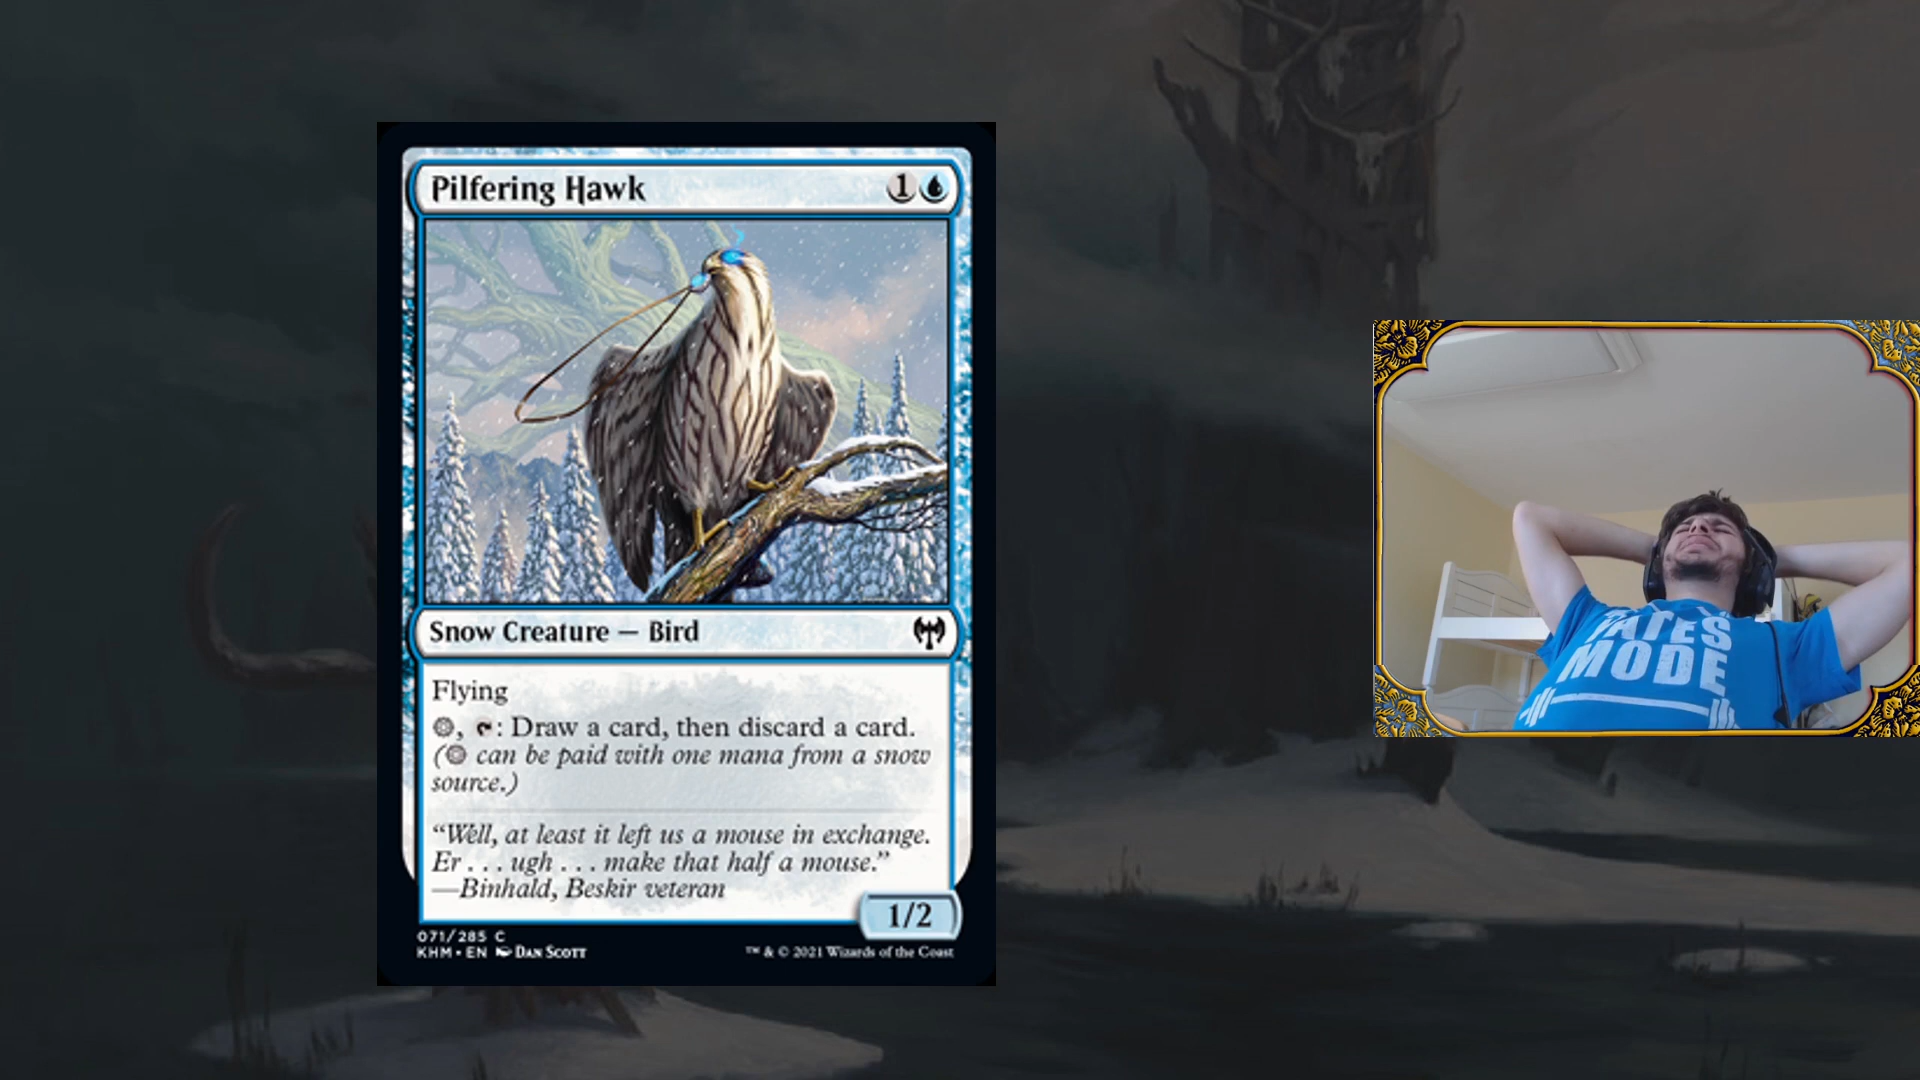 Pilfering Hawk
1
Snow Creature — Bird
Flying
: Draw a card, then discard a card.
( can be paid with one mana from a snow
source.)
“Well, at least it left us a mouse in exchange.
Er . . . ugh . . . make that half a mouse.”
—Binhald, Beskir veteran
1/2
071/285 C
KHM • EN DAN SCOTT
™ & © 2021 Wizards of the Coast
MODE